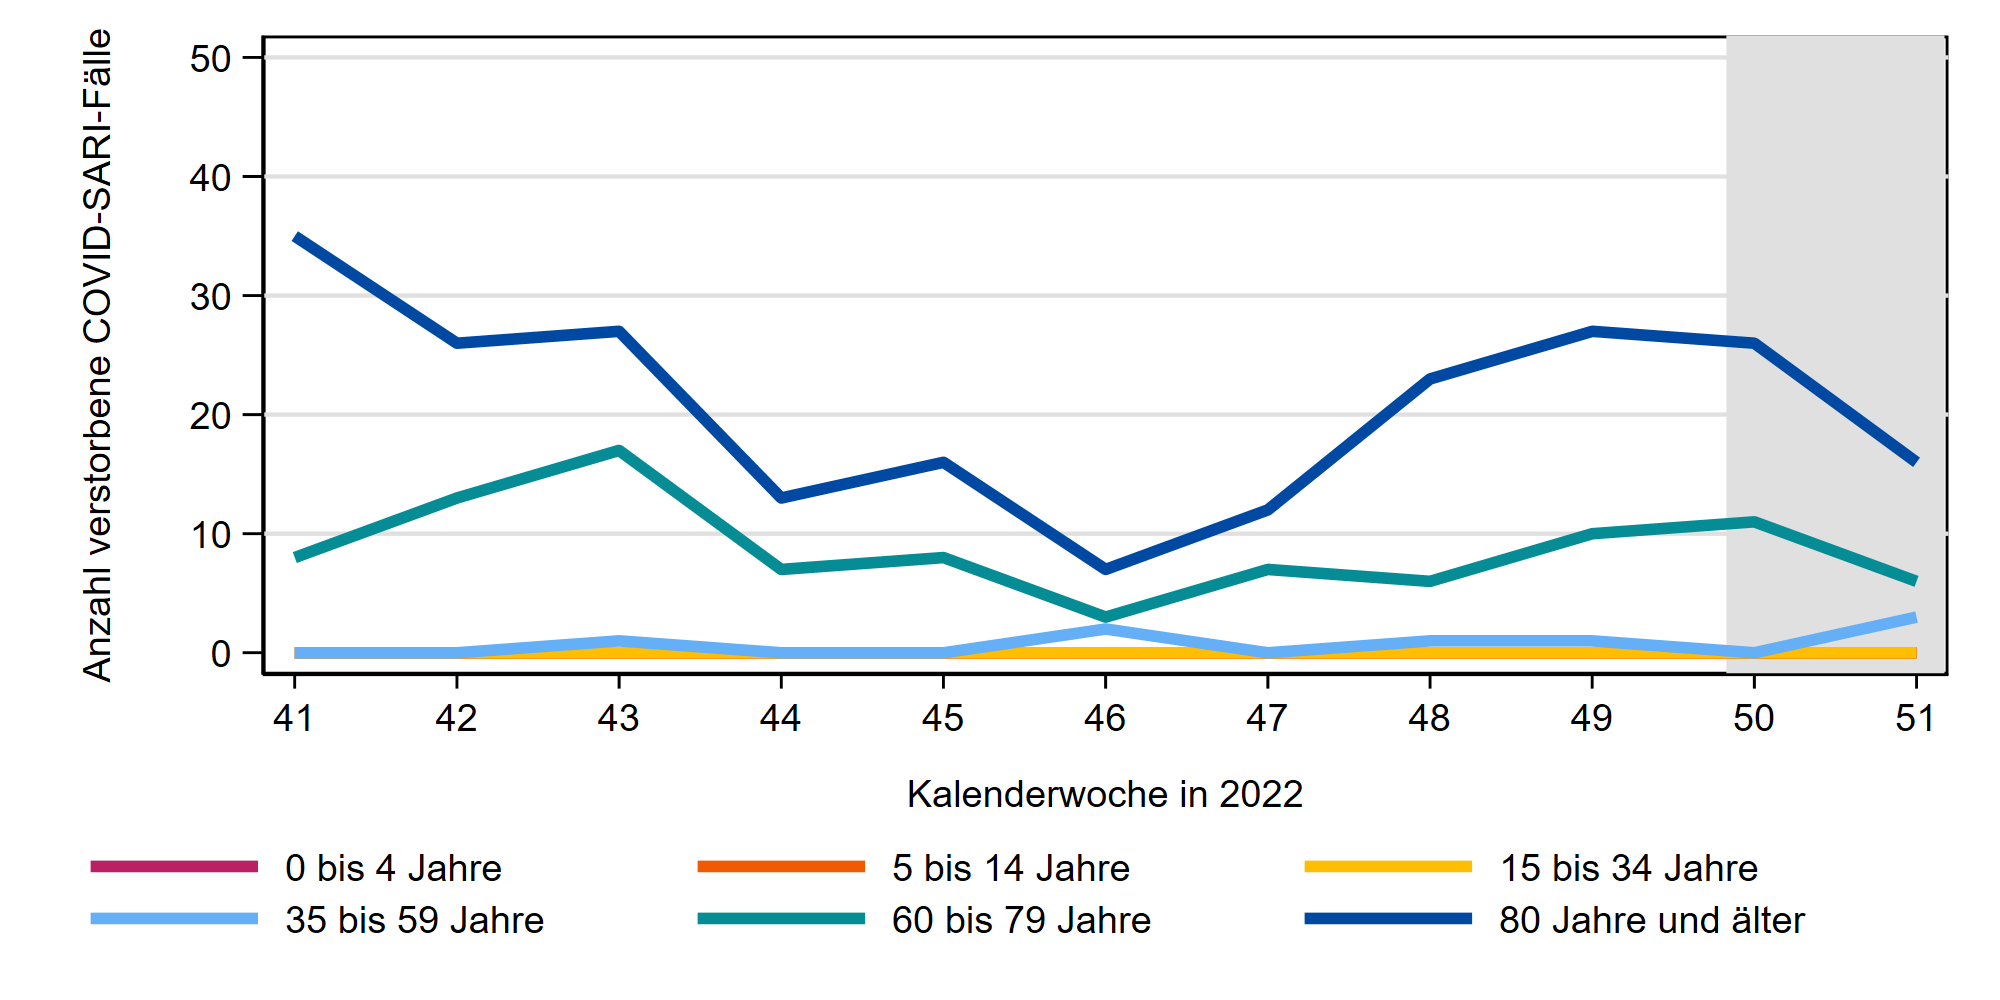 Anzahl verstorbene COVID-SARI-Fälle
50
40
30
20
10
0
41 42 43 44 45 46 47 48 49 50 51
Kalenderwoche in 2022
0 bis 4 Jahre 5 bis 14 Jahre 15 bis 34 Jahre
35 bis 59 Jahre 60 bis 79 Jahre 80 Jahre und älter